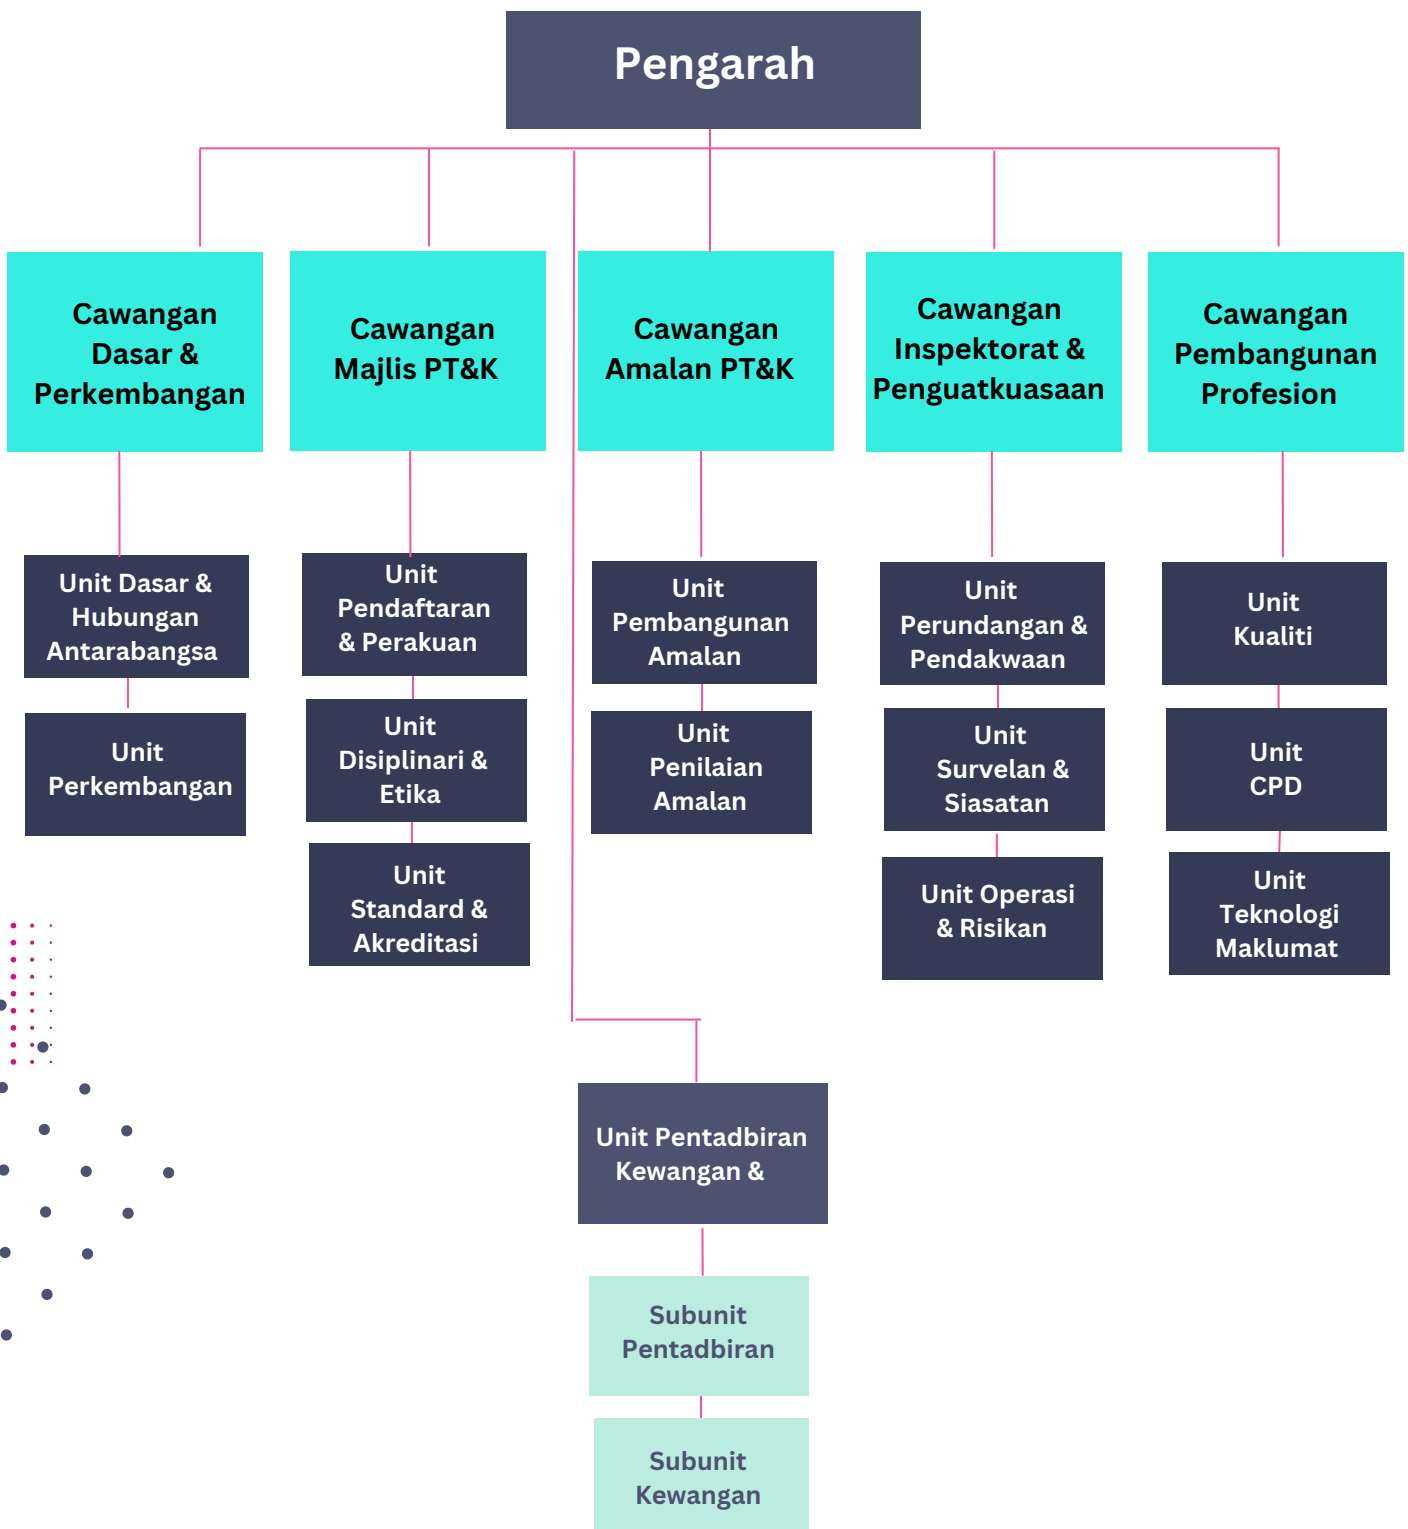 Pengarah
Cawangan
Dasar &
Perkembangan
Cawangan
Majlis PT&K
Cawangan
Amalan PT&K
Cawangan
Inspektorat &
Penguatkuasaan
Cawangan
Pembangunan
Profesion
Unit Dasar &
Hubungan
Antarabangsa
Unit
Perkembangan
Unit
Pendaftaran
& Perakuan
Unit
Disiplinari &
Etika
Unit
Standard &
Akreditasi
Unit
Pembangunan
Amalan
Unit
Penilaian
Amalan
Unit
Perundangan &
Pendakwaan
Unit
Survelan &
Siasatan
Unit Operasi
& Risikan
Unit
Kualiti
Unit
CPD
Unit
Teknologi
Maklumat
Unit Pentadbiran
Kewangan &
Subunit
Pentadbiran
Subunit
Kewangan